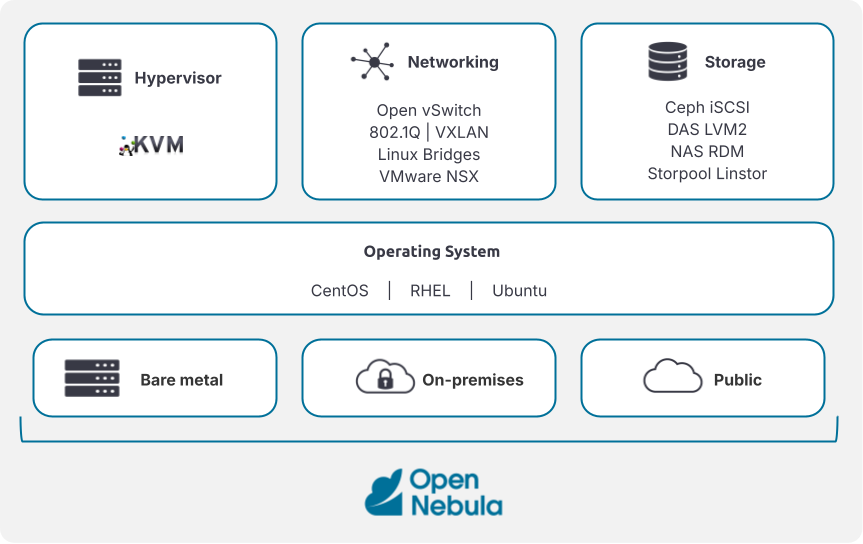 Hypervisor
KVM
Networking
Open vSwitch
802.1Q | VXLAN
Linux Bridges
VMware NSX
Storage
Ceph iSCSI
DAS LVM2
NAS RDM
Storpool Linstor
Operating System
CentOS | RHEL | Ubuntu
Bare metal
On-premises
Public
Open
Nebula